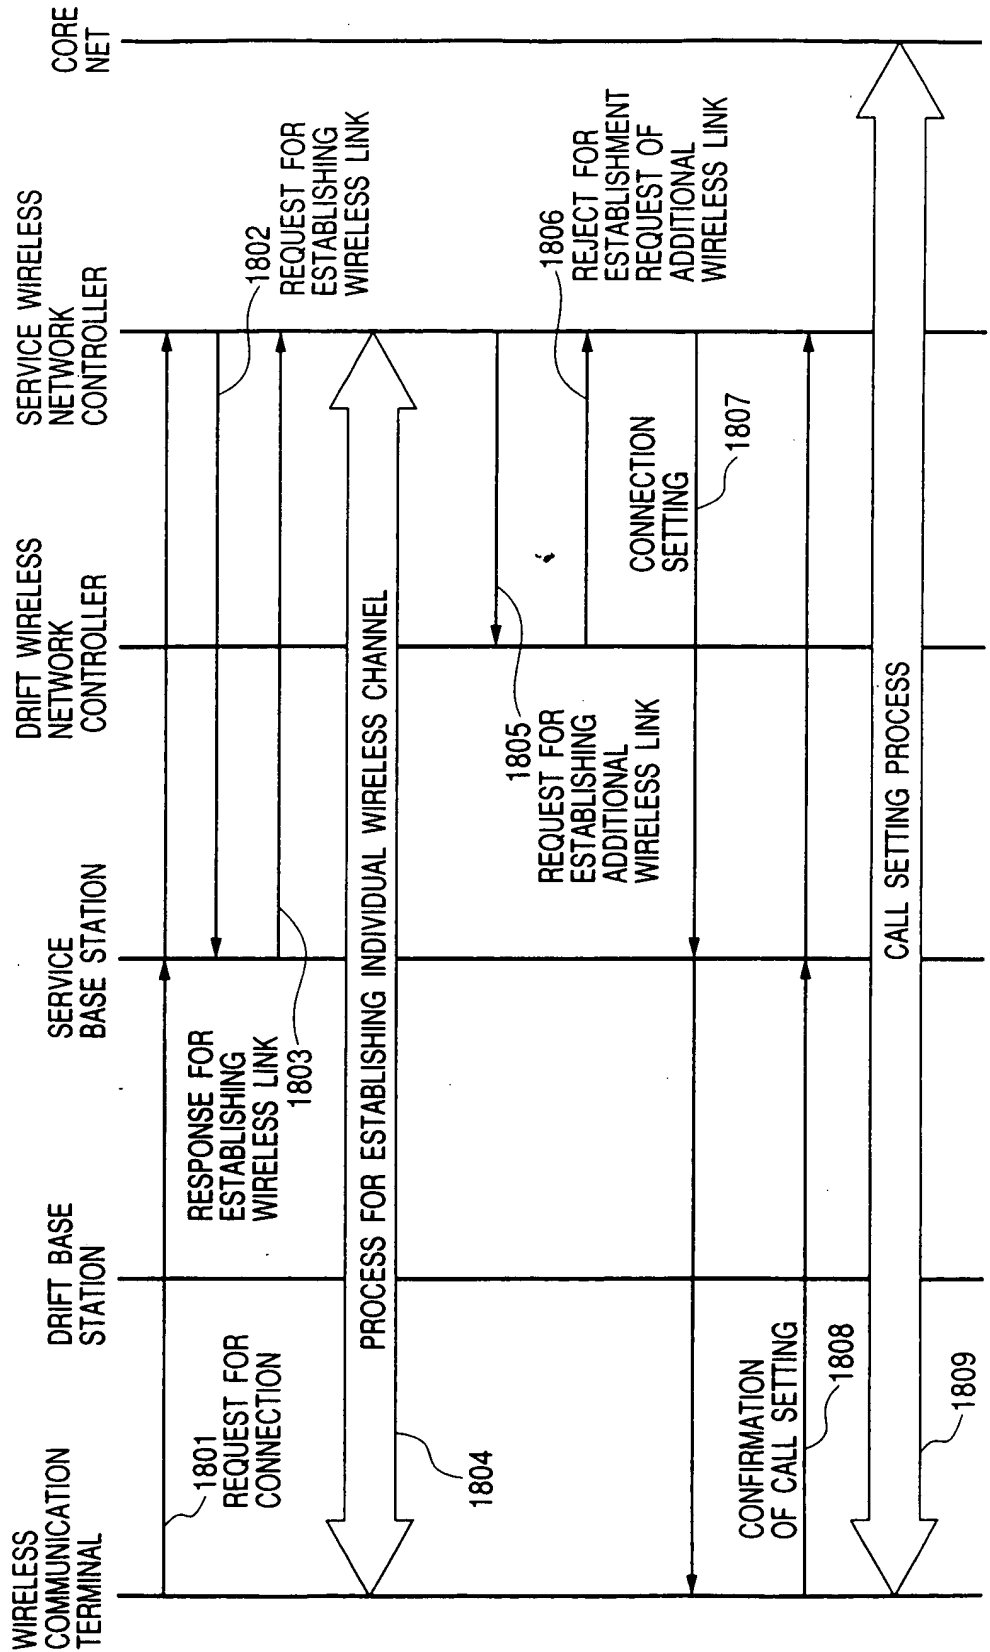 WIRELESS
COMMUNICATION
TERMINAL
DRIFT BASE
STATION
SERVICE
BASE STATION
DRIFT WIRELESS
NETWORK
CONTROLLER
SERVICE WIRELESS
NETWORK
CONTROLLER
CORE
NET
1801
REQUEST FOR
CONNECTION
1802
REQUEST FOR
ESTABLISHING
WIRELESS LINK
RESPONSE FOR
ESTABLISHING
WIRELESS LINK
1803
PROCESS FOR ESTABLISHING INDIVIDUAL WIRELESS CHANNEL
1804
1805
REQUEST FOR
ESTABLISHING
ADDITIONAL
WIRELESS LINK
1806
REJECT FOR
ESTABLISHMENT
REQUEST OF
ADDITIONAL
WIRELESS LINK
CONNECTION
SETTING
1807
CONFIRMATION
OF CALL SETTING
1808
CALL SETTING PROCESS
1809